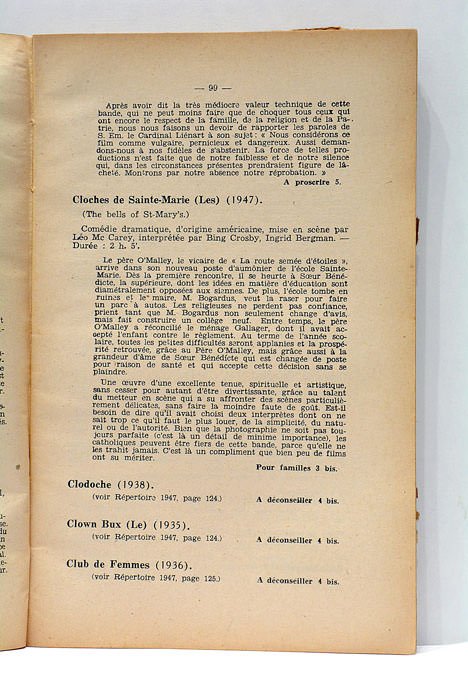 — 99 —
Après avoir dit la très médiocre valeur technique de cette
bande, qui ne peut moins faire que de choquer tous ceux qui
ont encore le respect de la famille, de la religion et de la Pa-
trie, nous nous faisons un devoir de rapporter les paroles de
S. Em. le Cardinal Liénart à son sujet : « Nous considérons ce
film comme vulgaire, pernicieux et dangereux. Aussi deman-
dons-nous à nos fidèles de s'abstenir. La force de telles pro-
ductions n'est faite que de notre faiblesse et de notre silence
qui, dans les circonstances présentes prendraient figure de lâ-
cheté. Montrons par notre absence notre réprobation. »
A proscrire 5.
Cloches de Sainte-Marie (Les) (1947).
(The bells of St-Mary's.)
Comédie dramatique, d'origine américaine, mise en scène par
Léo Mc Carey, interprétée par Bing Crosby, Ingrid Bergman. —
Durée : 2 h. 5'.
Le père O'Malley, le vicaire de « La route semée d'étoiles »,
arrive dans son nouveau poste d'aumônier de l'école Sainte-
Marie. Dès la première rencontre, il se heurte à Sœur Béné-
dicte, la supérieure, dont les idées en matière d'éducation sont
diamétralement opposées aux siennes. De plus, l'école tombe en
ruines et le maire, M. Bogardus, veut la raser pour faire
un parc à autos. Les religieuses ne perdent pas confiance,
prient tant que M. Bogardus non seulement change d'avis,
mais fait construire un collège neuf. Entre temps, le père
O'Malley a réconcilié le ménage Gallager, dont il avait ac-
cepté l'enfant contre le règlement. Au terme de l'année sco-
laire, toutes les petites difficultés seront applanies et la prospé-
rité retrouvée, grâce au Père O'Malley, mais grâce aussi à la
grandeur d'âme de Sœur Bénédicte qui est changée de poste
pour raison de santé et qui accepte cette décision sans se
plaindre.
Une œuvre d'une excellente tenue, spirituelle et artistique,
sans cesser pour autant d'être divertissante, grâce au talent
du metteur en scène qui a su affronter des scènes particuliè-
rement délicates, sans faire la moindre faute de goût. Est-il
besoin de dire qu'il avait choisi deux interprètes dont on ne
sait trop ce qu'il faut le plus louer, de la simplicité, du natu-
rel ou de l'autorité. Bien que la photographie ne soit pas tou-
jours parfaite (c'est là un détail de minime importance), les
catholiques peuvent être fiers de cette bande, parce qu'elle ne
les trahit jamais. C'est là un compliment que bien peu de films
ont su mériter.
Pour familles 3 bis.
Clodoche (1938).
(voir Répertoire 1947, page 124.) A déconseiller 4 bis.
Clown Bux (Le) (1935).
(voir Répertoire 1947, page 124.) A déconseiller 4 bis.
Club de Femmes (1936).
(voir Répertoire 1947, page 125.) A déconseiller 4 bis.